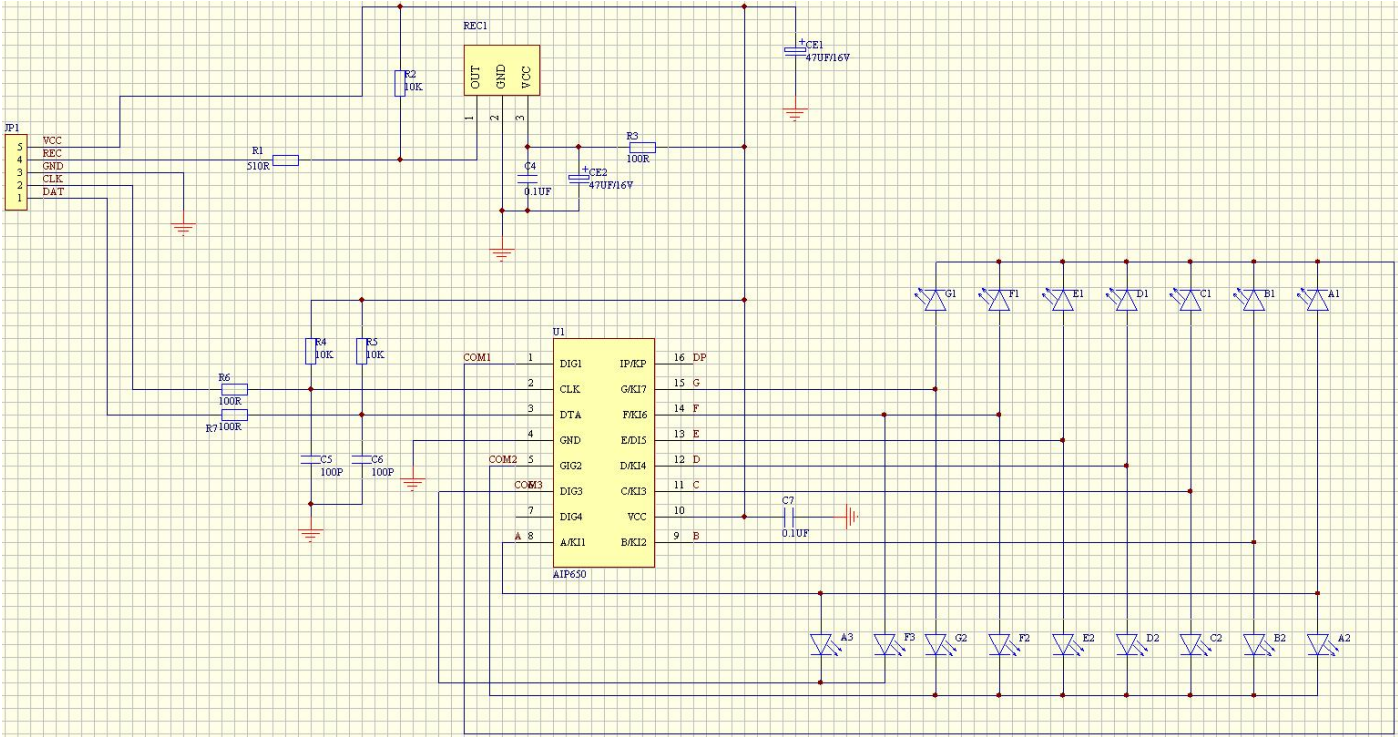 REC1
OUT
GND
VCC
1
2
3
R2
10K
CE1
47UF/16V
JP1
5 VCC
4 REC
3 GND
2 CLK
1 DAT
R1
510R
R3
100R
C4
0.1UF
CE2
47UF/16V
R4
10K
R5
10K
R6
100R
R7 100R
C5
100P
C6
100P
U1
COM1 1 DIG1 IP/KP 16 DP
2 CLK G/KI7 15 G
3 DTA F/KI6 14 F
4 GND E/DI5 13 E
COM2 5 GIG2 D/KI4 12 D
COM3 6 DIG3 C/KI3 11 C
7 DIG4 VCC 10
A 8 A/KI1 B/KI2 9 B
AIP650
C7
0.1UF
G1 F1 E1 D1 C1 B1 A1
A3 F3 G2 F2 E2 D2 C2 B2 A2